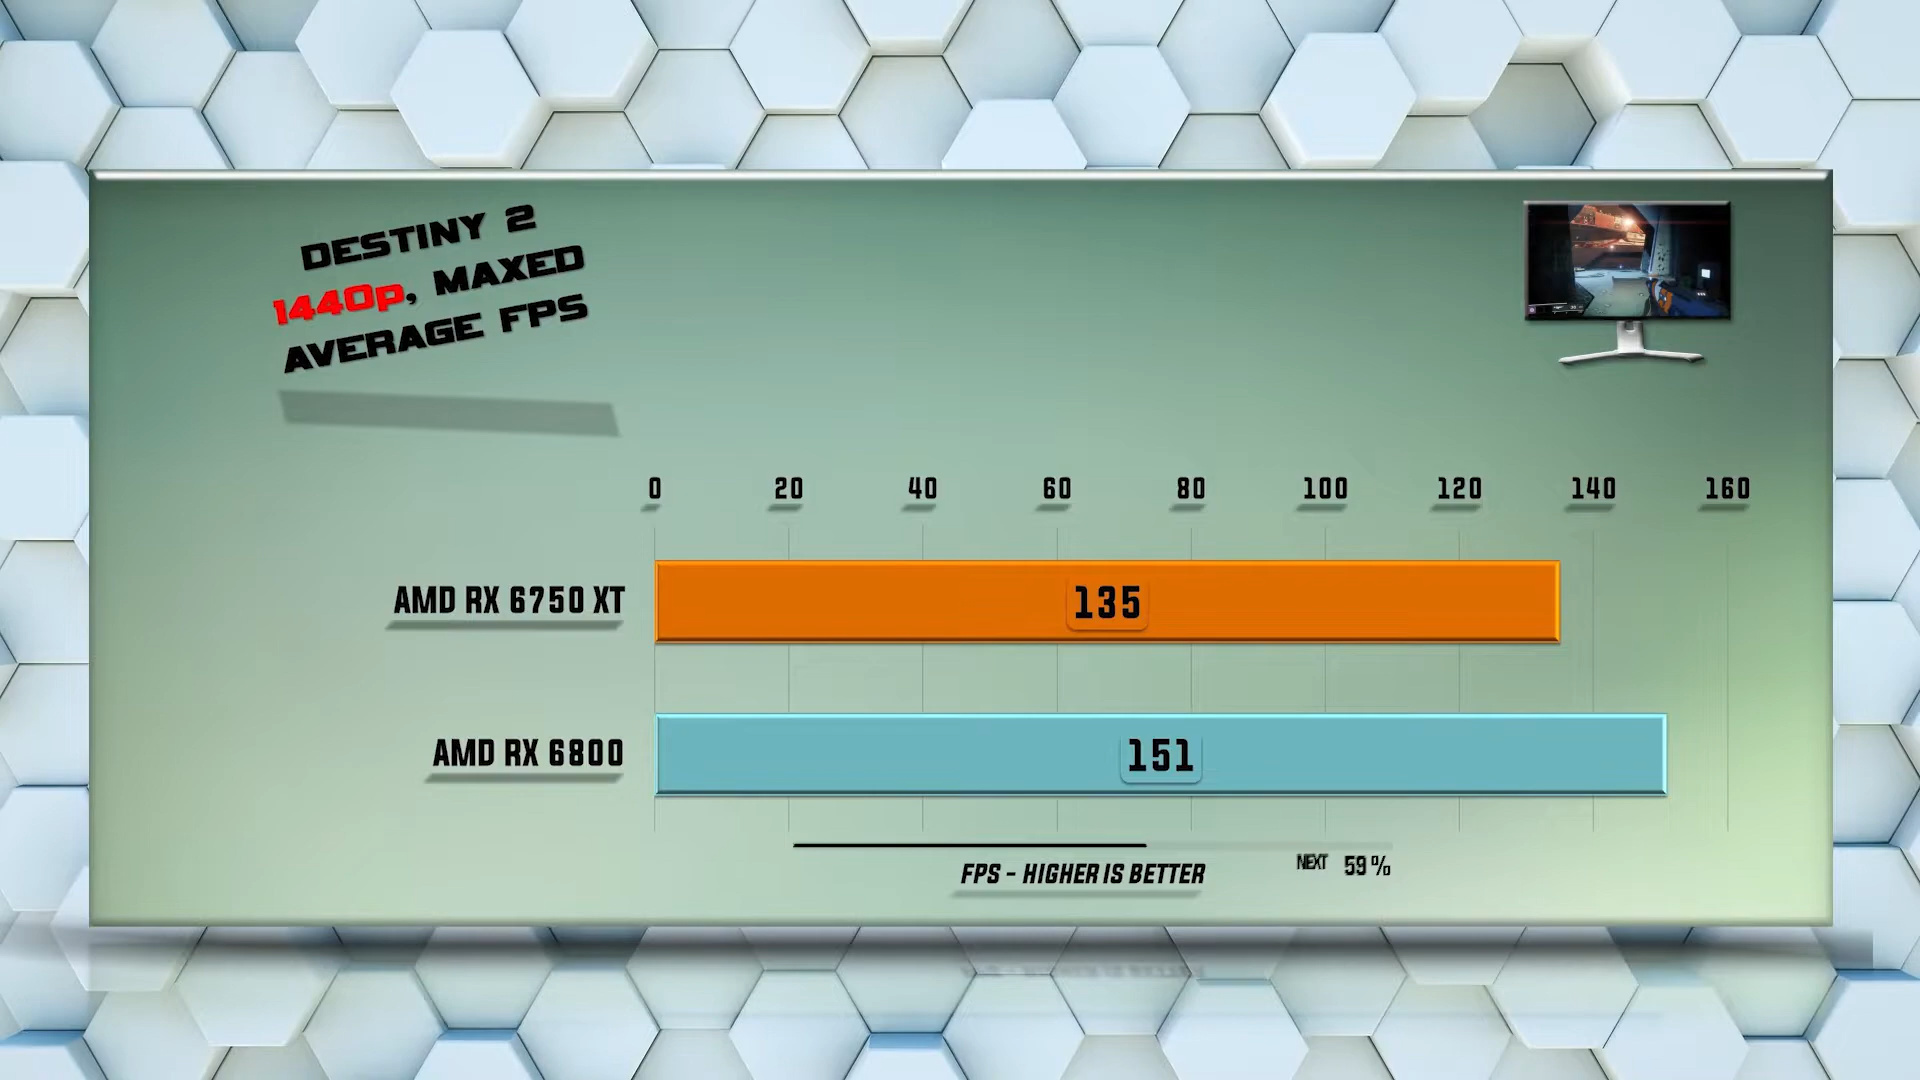 DESTINY 2
1440p, MAXED
AVERAGE FPS
0 20 40 60 80 100 120 140 160
AMD RX 6750 XT 135
AMD RX 6800 151
FPS - HIGHER IS BETTER
NEXT 59%